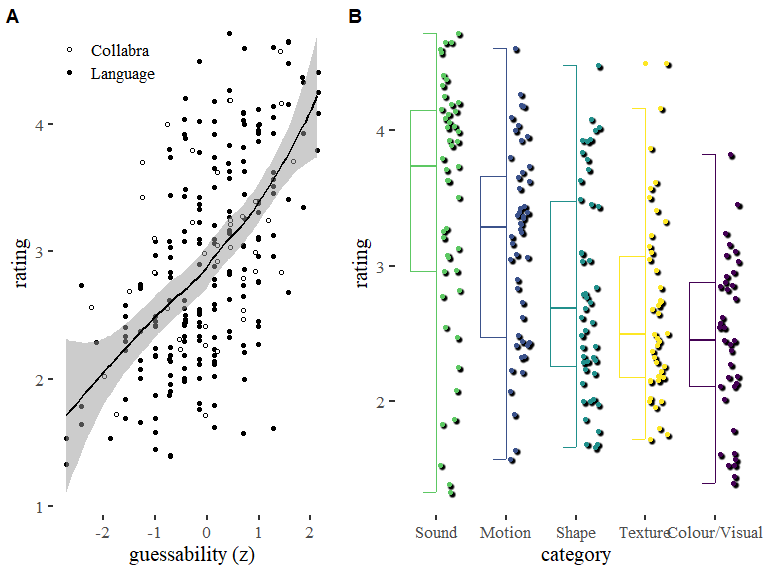 A
Collabra
Language
rating
4
3
2
1
-2 -1 0 1 2
guessability (z)
B
rating
4
3
2
Sound Motion Shape Texture Colour/Visual
category